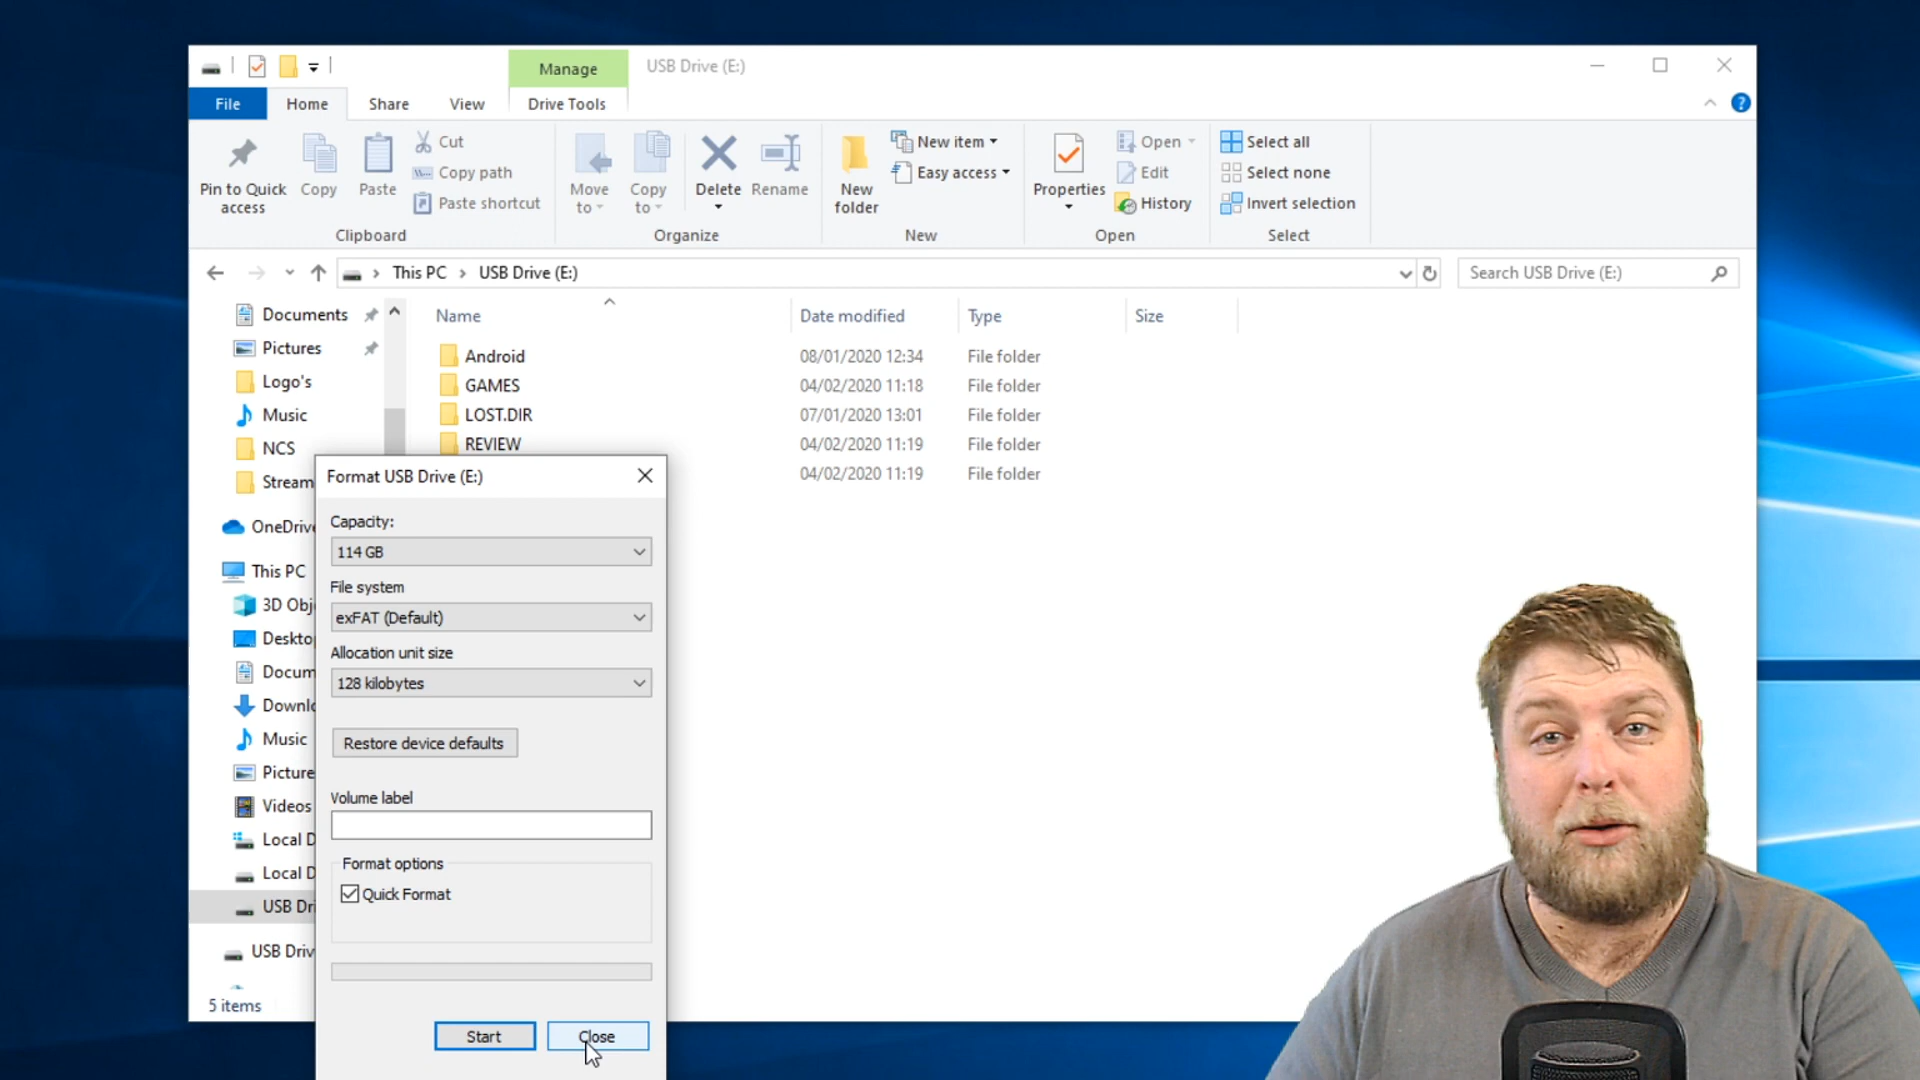 Manage
USB Drive (E:)
File
Home
Share
View
Drive Tools
Pin to Quick
access
Copy
Paste
Cut
Copy path
Paste shortcut
Clipboard
Move
to
Copy
to
Delete
Rename
Organize
New
folder
New item
Easy access
New
Properties
Open
Edit
History
Open
Select all
Select none
Invert selection
Select
This PC
USB Drive (E:)
Search USB Drive (E:)
Name
Date modified
Type
Size
Android
08/01/2020 12:34
File folder
GAMES
04/02/2020 11:18
File folder
LOST.DIR
07/01/2020 13:01
File folder
REVIEW
04/02/2020 11:19
File folder
04/02/2020 11:19
File folder
Documents
Pictures
Logo's
Music
NCS
Stream
OneDrive
This PC
3D Obj
Deskto
Docum
Downlo
Music
Picture
Videos
Local D
Local D
USB Dri
USB Driv
5 items
Format USB Drive (E:)
Capacity:
114 GB
File system
exFAT (Default)
Allocation unit size
128 kilobytes
Restore device defaults
Volume label
Format options
Quick Format
Start
Close